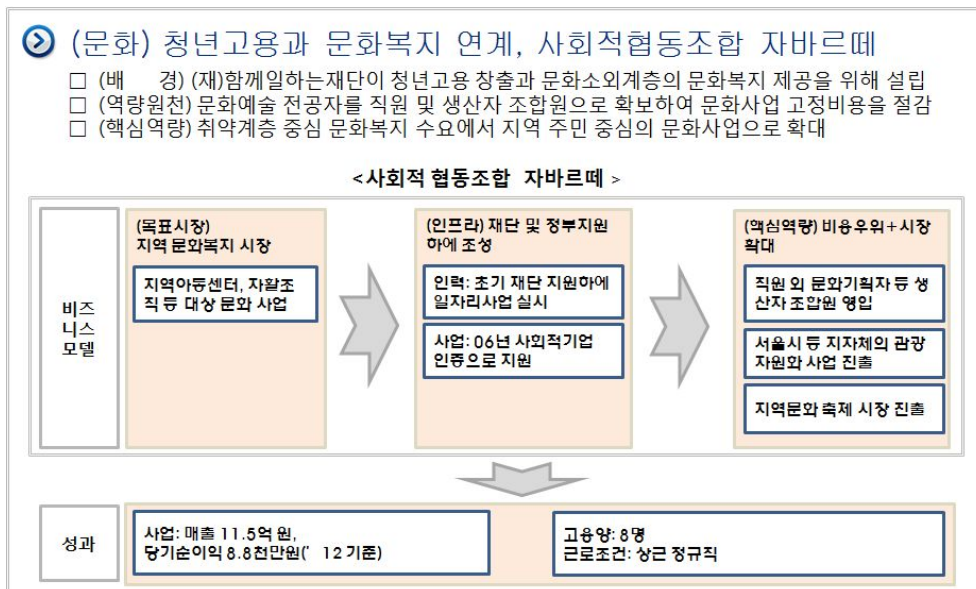 (문화) 청년고용과 문화복지 연계, 사회적협동조합 자바르떼
□ (배 경) (재)함께일하는재단이 청년고용 창출과 문화소외계층의 문화복지 제공을 위해 설립
□ (역량원천) 문화예술 전공자를 직원 및 생산자 조합원으로 확보하여 문화사업 고정비용을 절감
□ (핵심역량) 취약계층 중심 문화복지 수요에서 지역 주민 중심의 문화사업으로 확대
<사회적 협동조합 자바르떼 >
비즈
니스
모델
(목표시장)
지역 문화복지 시장
지역아동센터, 자활조
직 등 대상 문화 사업
(인프라) 재단 및 정부지원
하에 조성
인력: 초기 재단 지원하에
일자리사업 실시
사업: 06년 사회적기업
인증으로 지원
(핵심역량) 비용우위+시장
확대
직원 외 문화기획자 등 생
산자 조합원 영입
서울시 등 지자체의 관광
자원화 사업 진출
지역문화 축제 시장 진출
성과
사업: 매출 11.5억 원,
당기순이익 8.8천만원(' 12 기준)
고용양: 8명
근로조건: 상근 정규직